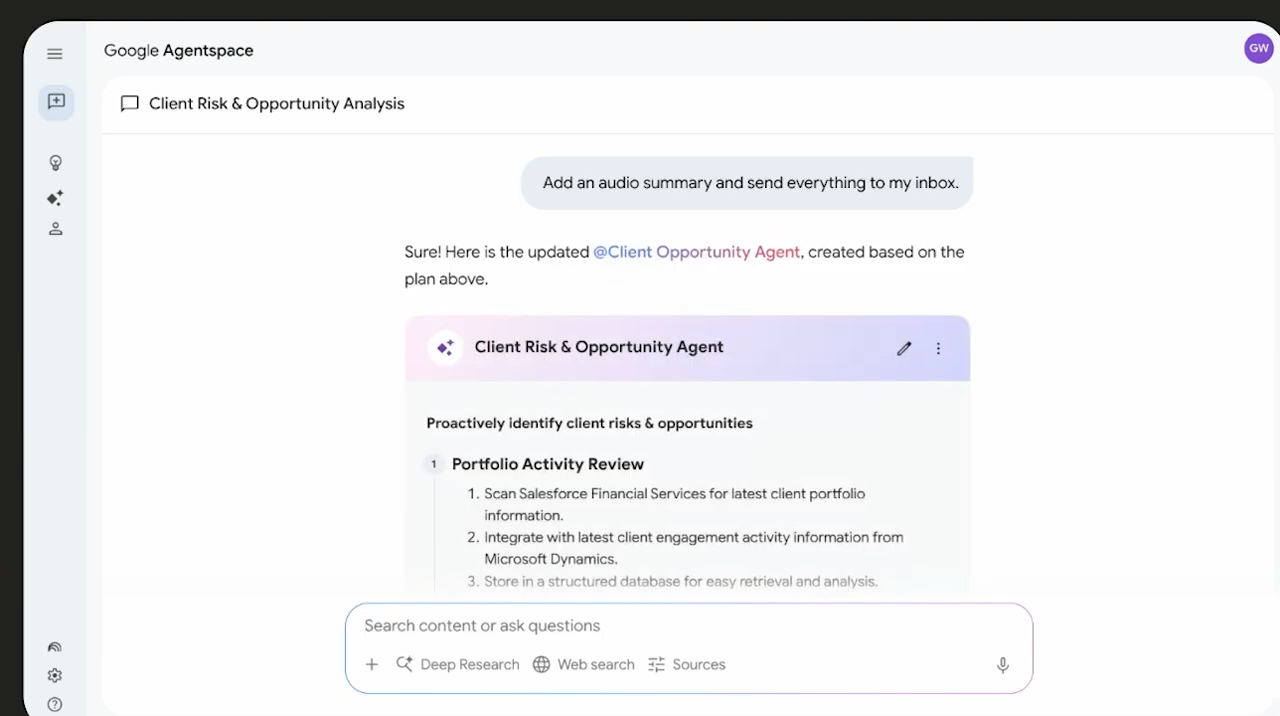 Google Agentspace
GW
Client Risk & Opportunity Analysis
Add an audio summary and send everything to my inbox.
Sure! Here is the updated @Client Opportunity Agent, created based on the
plan above.
Client Risk & Opportunity Agent
Proactively identify client risks & opportunities
1 Portfolio Activity Review
1. Scan Salesforce Financial Services for latest client portfolio
information.
2. Integrate with latest client engagement activity information from
Microsoft Dynamics.
3. Store in a structured database for easy retrieval and analysis.
Search content or ask questions
Deep Research Web search Sources